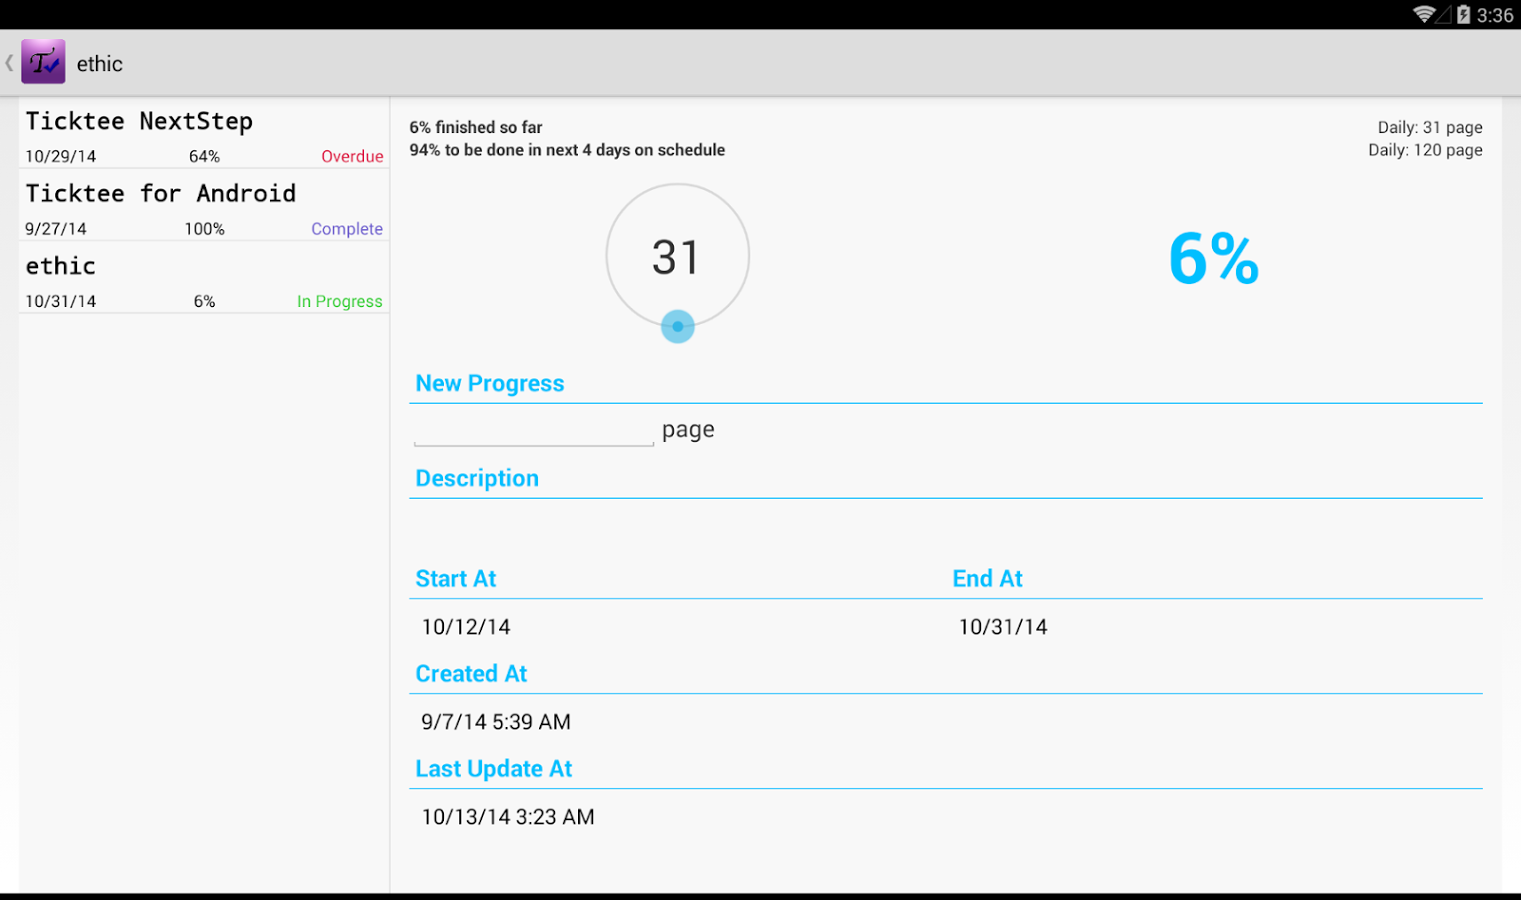 3:36
ethic
Ticktee NextStep
10/29/14 64% Overdue
Ticktee for Android
9/27/14 100% Complete
ethic
10/31/14 6% In Progress
6% finished so far
Daily: 31 page
94% to be done in next 4 days on schedule
Daily: 120 page
31
6%
New Progress
page
Description
Start At
End At
10/12/14
10/31/14
Created At
9/7/14 5:39 AM
Last Update At
10/13/14 3:23 AM